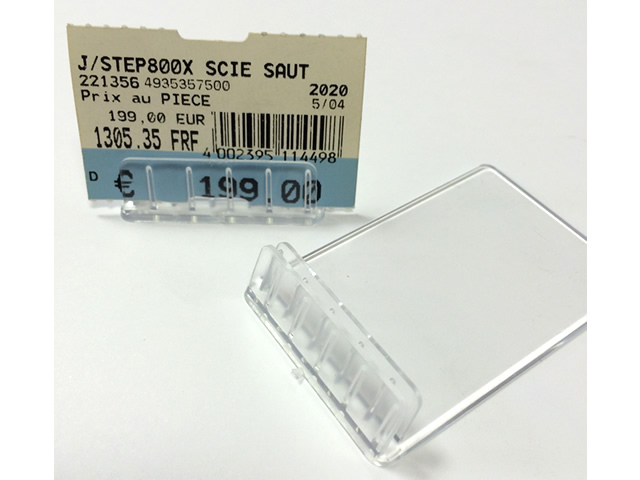 J/STEP800X SCIE SAUT
221356 4935357500 2020
Prix au PIECE 5/04
199,00 EUR
1305.35 FRF
4 002395 114498
D € 199.00